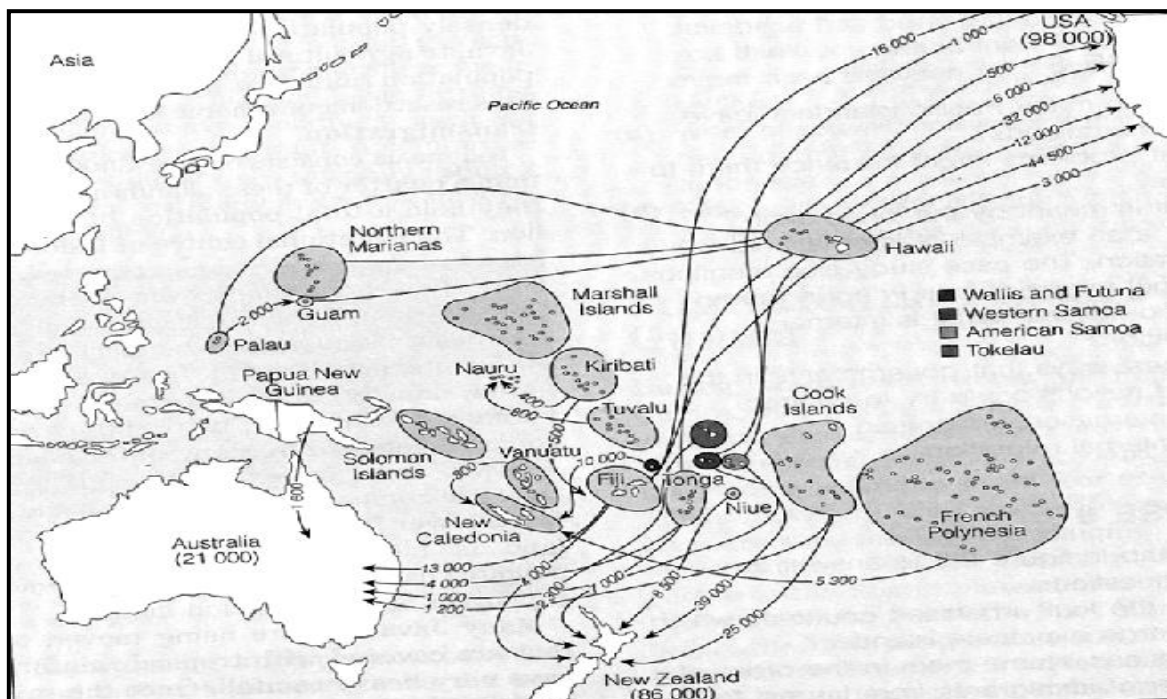 USA
(98 000)
Asia
Pacific Ocean
16 000
1 000
500
6 000
32 000
12 000
44 500
3 000
Northern
Marianas
Hawaii
Guam
2 000
Palau
Marshall
Islands
Wallis and Futuna
Western Samoa
American Samoa
Tokelau
Papua New
Guinea
Nauru
400
800
Kiribati
500
Tuvalu
Cook
Islands
Solomon
Islands
800
Vanuatu
10 000
Fiji
Tonga
Niue
New
Caledonia
French
Polynesia
1 600
Australia
(21 000)
13 000
4 000
1 000
1 200
4 000
1 000
8 500
39 000
25 000
5 300
New Zealand
(86 000)